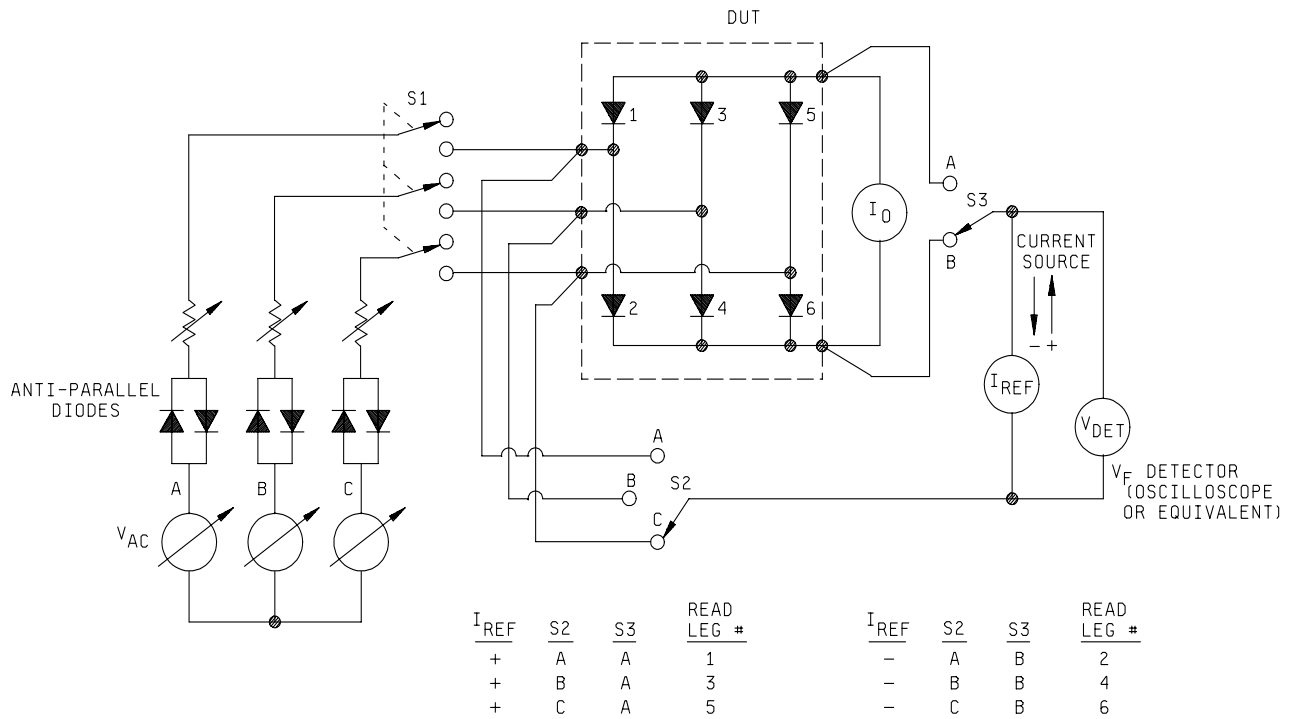 DUT
S1
1
3
5
A
S3
I0
CURRENT
SOURCE
B
2
4
6
- +
ANTI-PARALLEL
DIODES
IREF
VDET
A
B
S2
C
A B C
VF DETECTOR
(OSCILLOSCOPE
OR EQUIVALENT)
VAC
IREF S2 S3 READ LEG #
+ A A 1
+ B A 3
+ C A 5
IREF S2 S3 READ LEG #
- A B 2
- B B 4
- C B 6